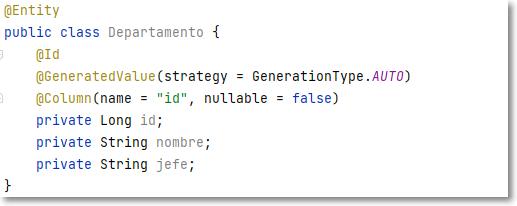 @Entity
public class Departamento {
    @Id
    @GeneratedValue(strategy = GenerationType.AUTO)
    @Column(name = "id", nullable = false)
    private Long id;
    private String nombre;
    private String jefe;
}